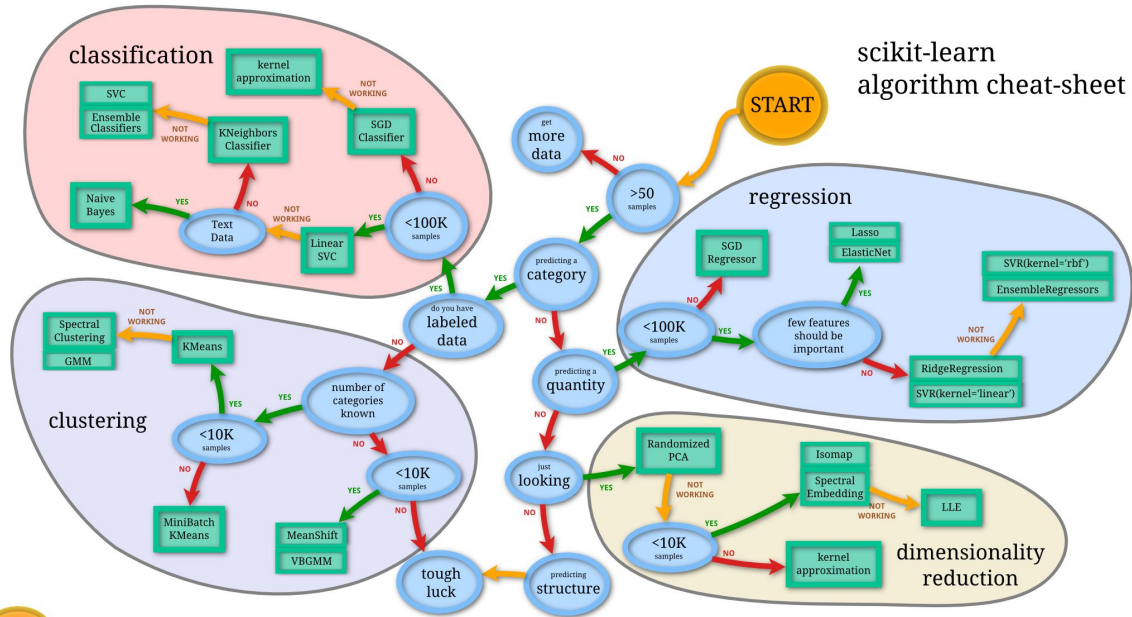 scikit-learn
algorithm cheat-sheet
START
classification
kernel
approximation
SVC
Ensemble
Classifiers
NOT
WORKING
KNeighbors
Classifier
NOT
WORKING
SGD
Classifier
Naive
Bayes
YES
Text
Data
NO
NOT
WORKING
Linear
SVC
YES
<100K
samples
NO
YES
get
more
data
NO
>50
samples
YES
predicting a
category
YES
NO
do you have
labeled
data
NO
predicting a
quantity
YES
NO
just
looking
YES
NO
predicting
structure
tough
luck
regression
SGD
Regressor
NO
<100K
samples
YES
Lasso
ElasticNet
YES
few features
should be
important
NO
SVR(kernel='rbf')
EnsembleRegressors
NOT
WORKING
RidgeRegression
SVR(kernel='linear')
clustering
Spectral
Clustering
GMM
NOT
WORKING
KMeans
YES
<10K
samples
NO
MiniBatch
KMeans
YES
number of
categories
known
NO
<10K
samples
YES
NO
MeanShift
VBGMM
dimensionality
reduction
Randomized
PCA
NOT
WORKING
<10K
samples
YES
NO
Isomap
Spectral
Embedding
NOT
WORKING
LLE
kernel
approximation